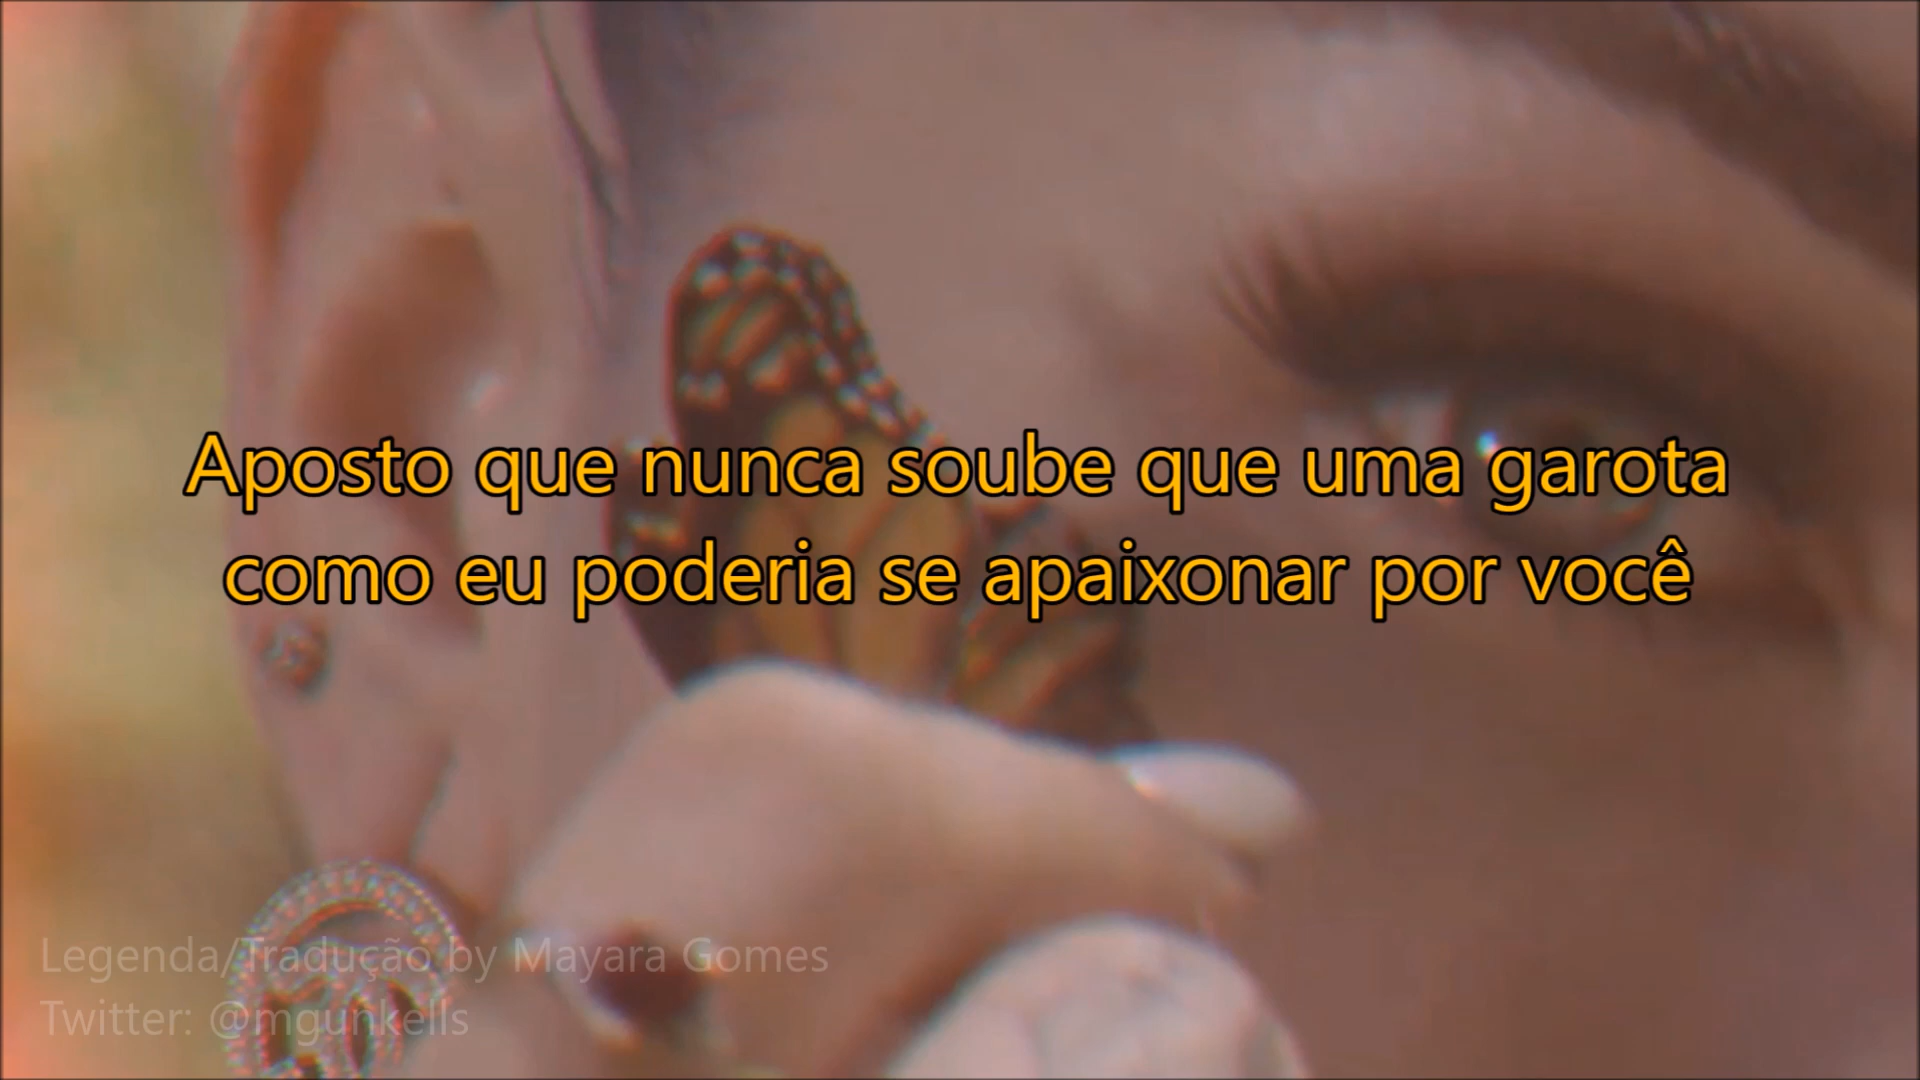 Aposto que nunca soube que uma garota
como eu poderia se apaixonar por você
Legenda/Tradução by Mayara Gomes
Twitter: @mgunkells